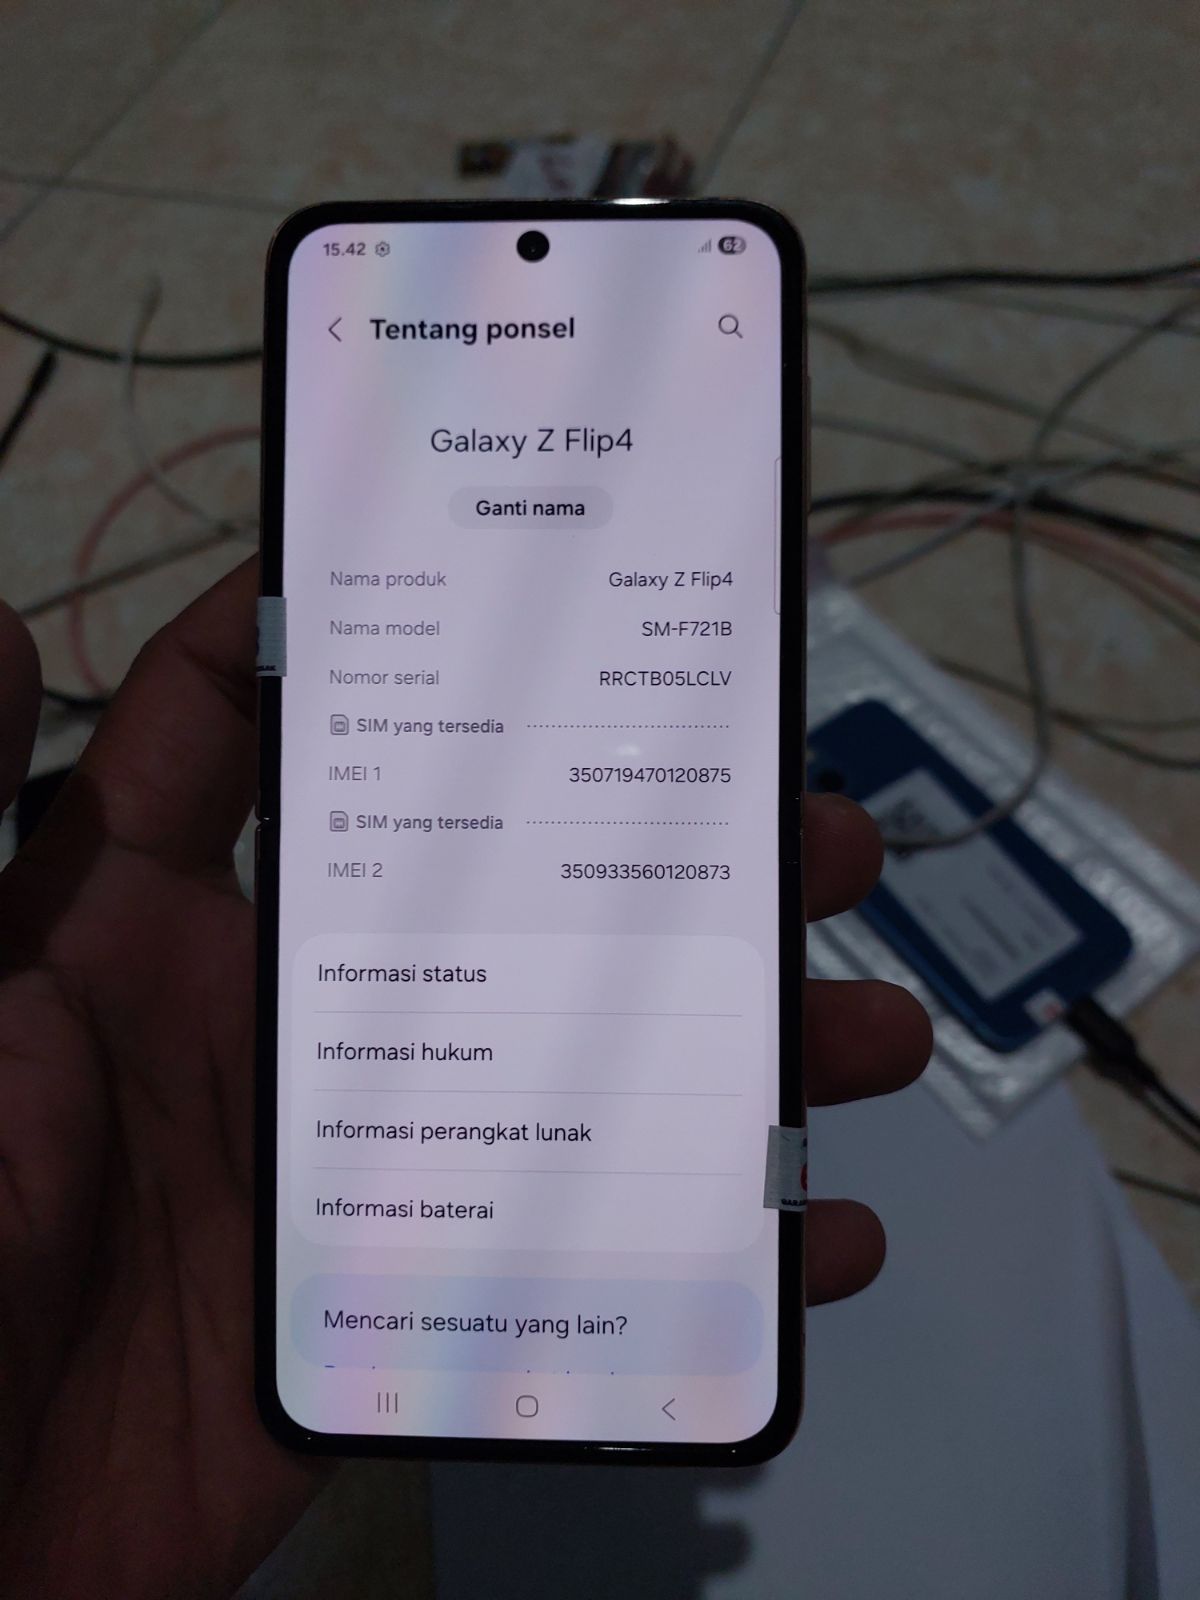 15.42
62
Tentang ponsel
Galaxy Z Flip4
Ganti nama
Nama produk Galaxy Z Flip4
Nama model SM-F721B
Nomor serial RRCTB05LCLV
SIM yang tersedia
IMEI 1 350719470120875
SIM yang tersedia
IMEI 2 350933560120873
Informasi status
Informasi hukum
Informasi perangkat lunak
Informasi baterai
Mencari sesuatu yang lain?